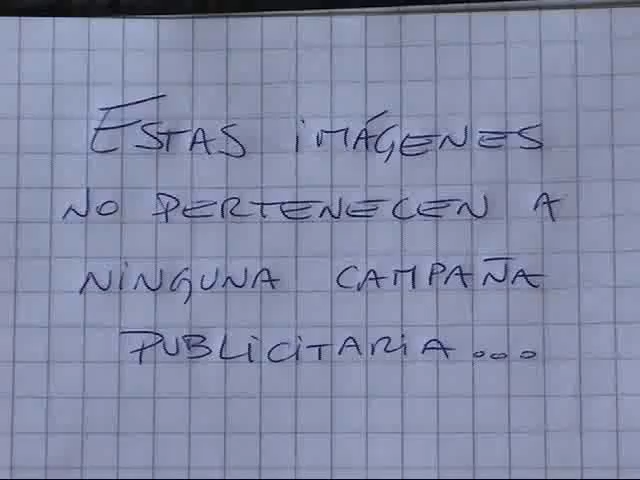 ESTAS IMÁGENES
NO PERTENECEN A
NINGUNA CAMPAÑA
PUBLICITARIA...